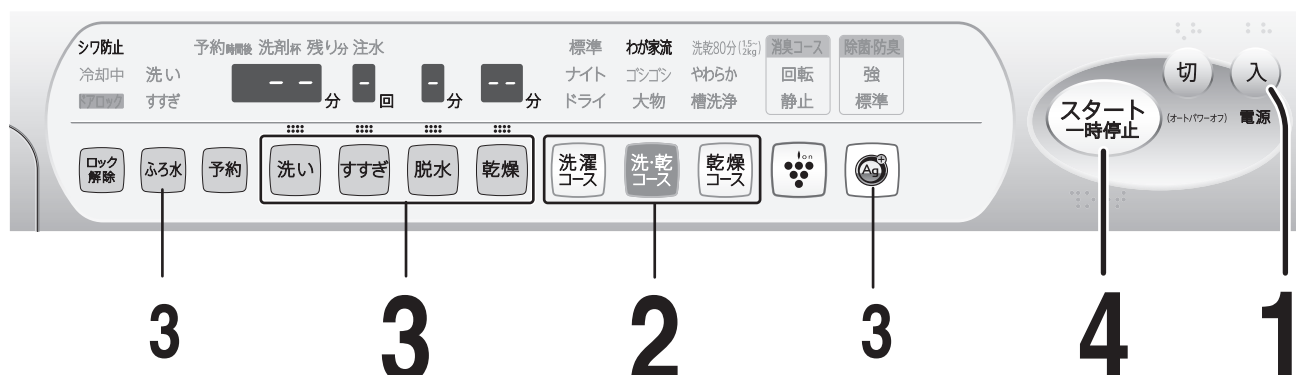 シワ防止 予約時間後 洗剤杯 残り分 注水 標準 わが家流 洗乾80分(1.5-2kg) 消臭コース 除菌防臭
冷却中 洗い ナイト ゴシゴシ やわらか 回転 強
ドアロック すすぎ -- 分 - 回 - 分 -- 分 ドライ 大物 槽洗浄 静止 標準
切 入
スタート
一時停止
(オートパワーオフ) 電源
ロック
解除
ふろ水
予約
洗い
すすぎ
脱水
乾燥
洗濯
コース
洗・乾
コース
乾燥
コース
ion
Ag+
3
3
2
3
4
1